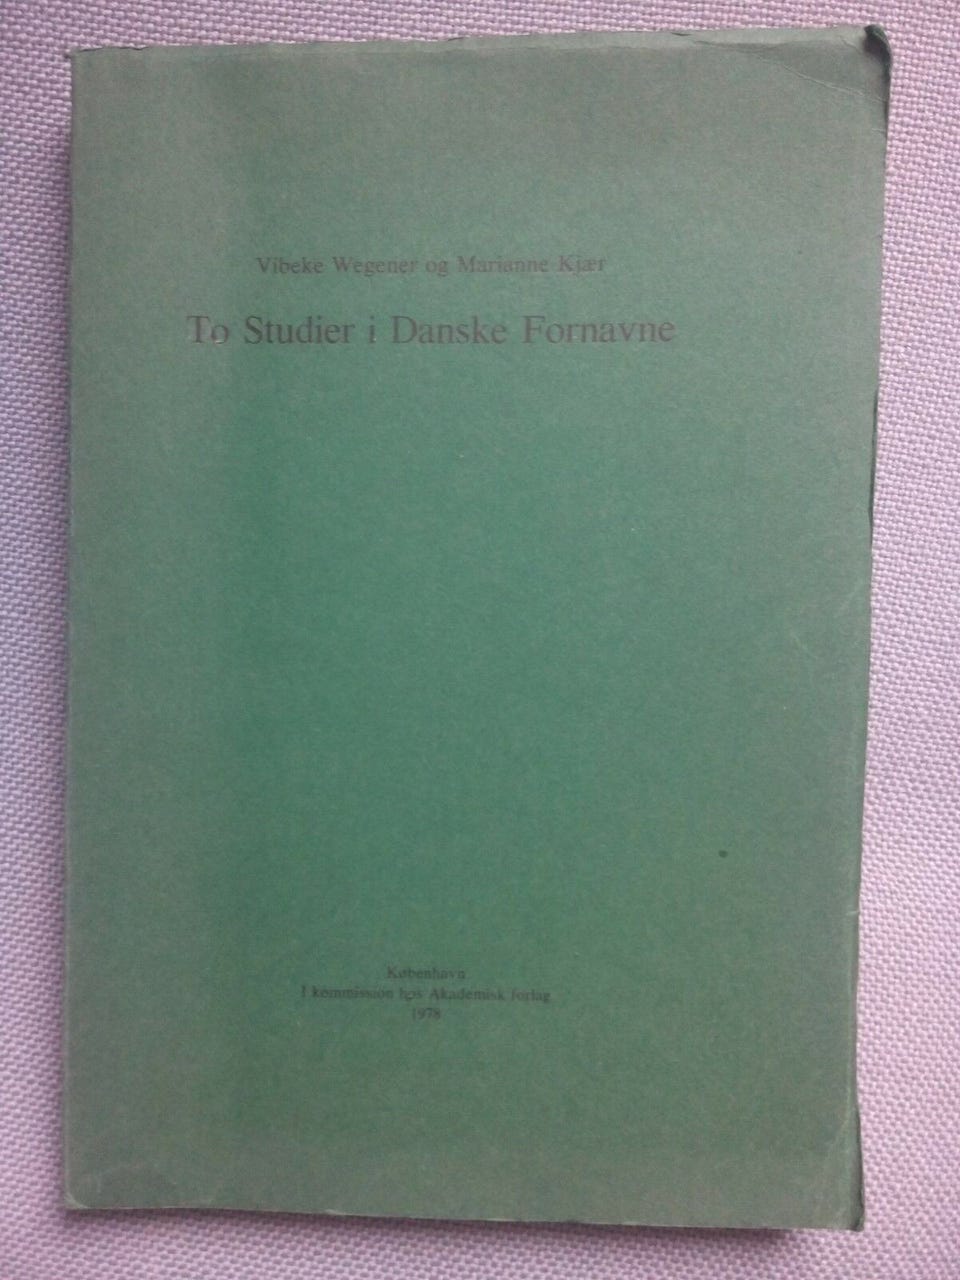 Vibeke Wegener og Marianne Kjær
To Studier i Danske Fornavne
København
I kommission hos Akademisk forlag
1978